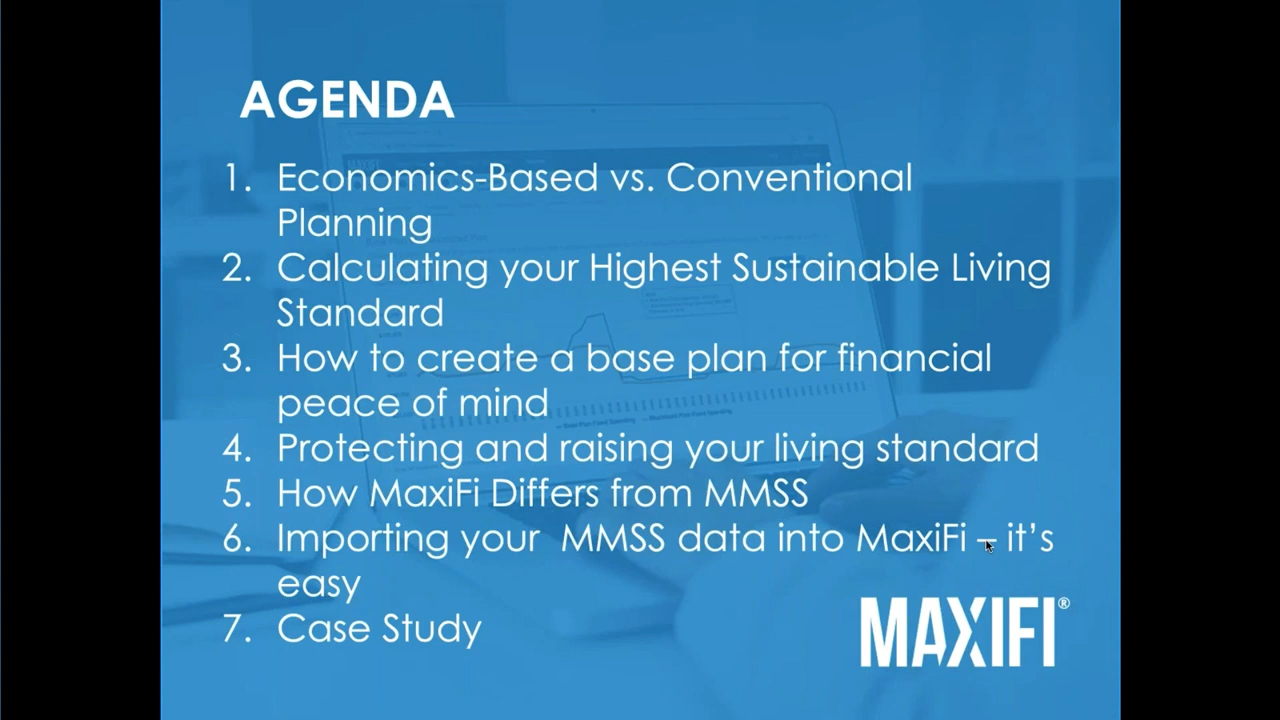 AGENDA
1. Economics-Based vs. Conventional
Planning
2. Calculating your Highest Sustainable Living
Standard
3. How to create a base plan for financial
peace of mind
4. Protecting and raising your living standard
5. How MaxiFi Differs from MMSS
6. Importing your  MMSS data into MaxiFi – it's
easy
7. Case Study
MAXIFI®